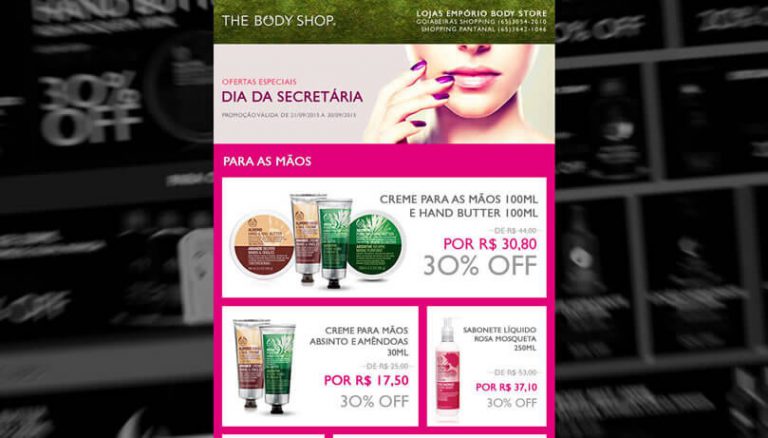 30%
OFF
THE BODY SHOP.
LOJAS EMPÓRIO BODY STORE
GOIABEIRAS SHOPPING (65)3054-2010
SHOPPING PANTANAL (65)3642-1046
OFERTAS ESPECIAIS
DIA DA SECRETÁRIA
PROMOÇÃO VÁLIDA DE 21/09/2015 A 30/09/2015
PARA AS MÃOS
CREME PARA AS MÃOS 100ML
E HAND BUTTER 100ML
DE R$ 44,00
POR R$ 30,80
30% OFF
CREME PARA MÃOS
ABSINTO E AMÊNDOAS
30ML
DE R$ 25,00
POR R$ 17,50
30% OFF
SABONETE LÍQUIDO
ROSA MOSQUETA
250ML
DE R$ 53,00
POR R$ 37,10
30% OFF